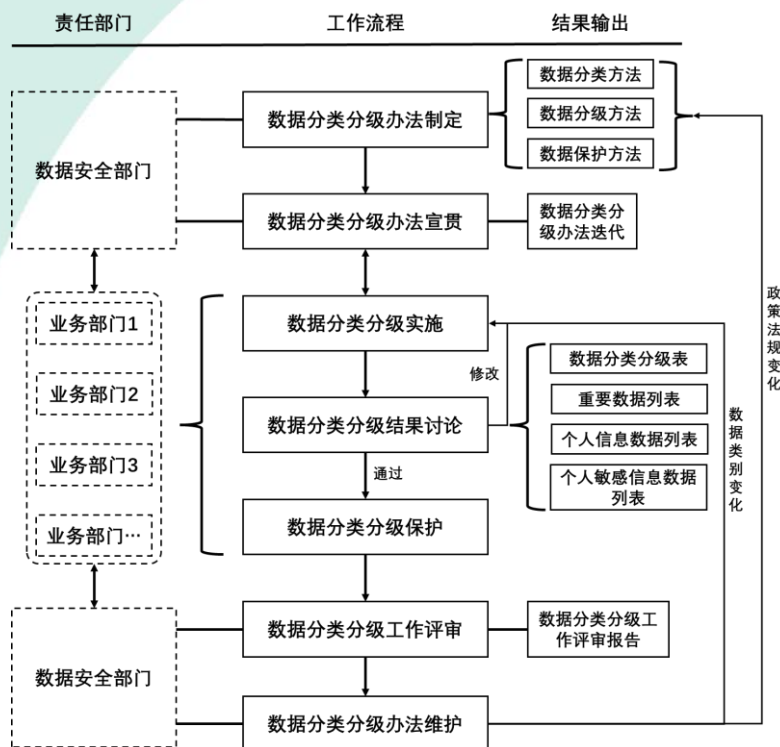 责任部门
工作流程
结果输出
数据安全部门
数据分类分级办法制定
数据分类方法
数据分级方法
数据保护方法
数据分类分级办法宣贯
数据分类分
级办法迭代
业务部门1
业务部门2
业务部门3
业务部门…
数据分类分级实施
修改
数据分类分级结果讨论
通过
数据分类分级保护
数据分类分级表
重要数据列表
个人信息数据列表
个人敏感信息数据
列表
数据类别变化
政策法规变化
数据安全部门
数据分类分级工作评审
数据分类分级工
作评审报告
数据分类分级办法维护